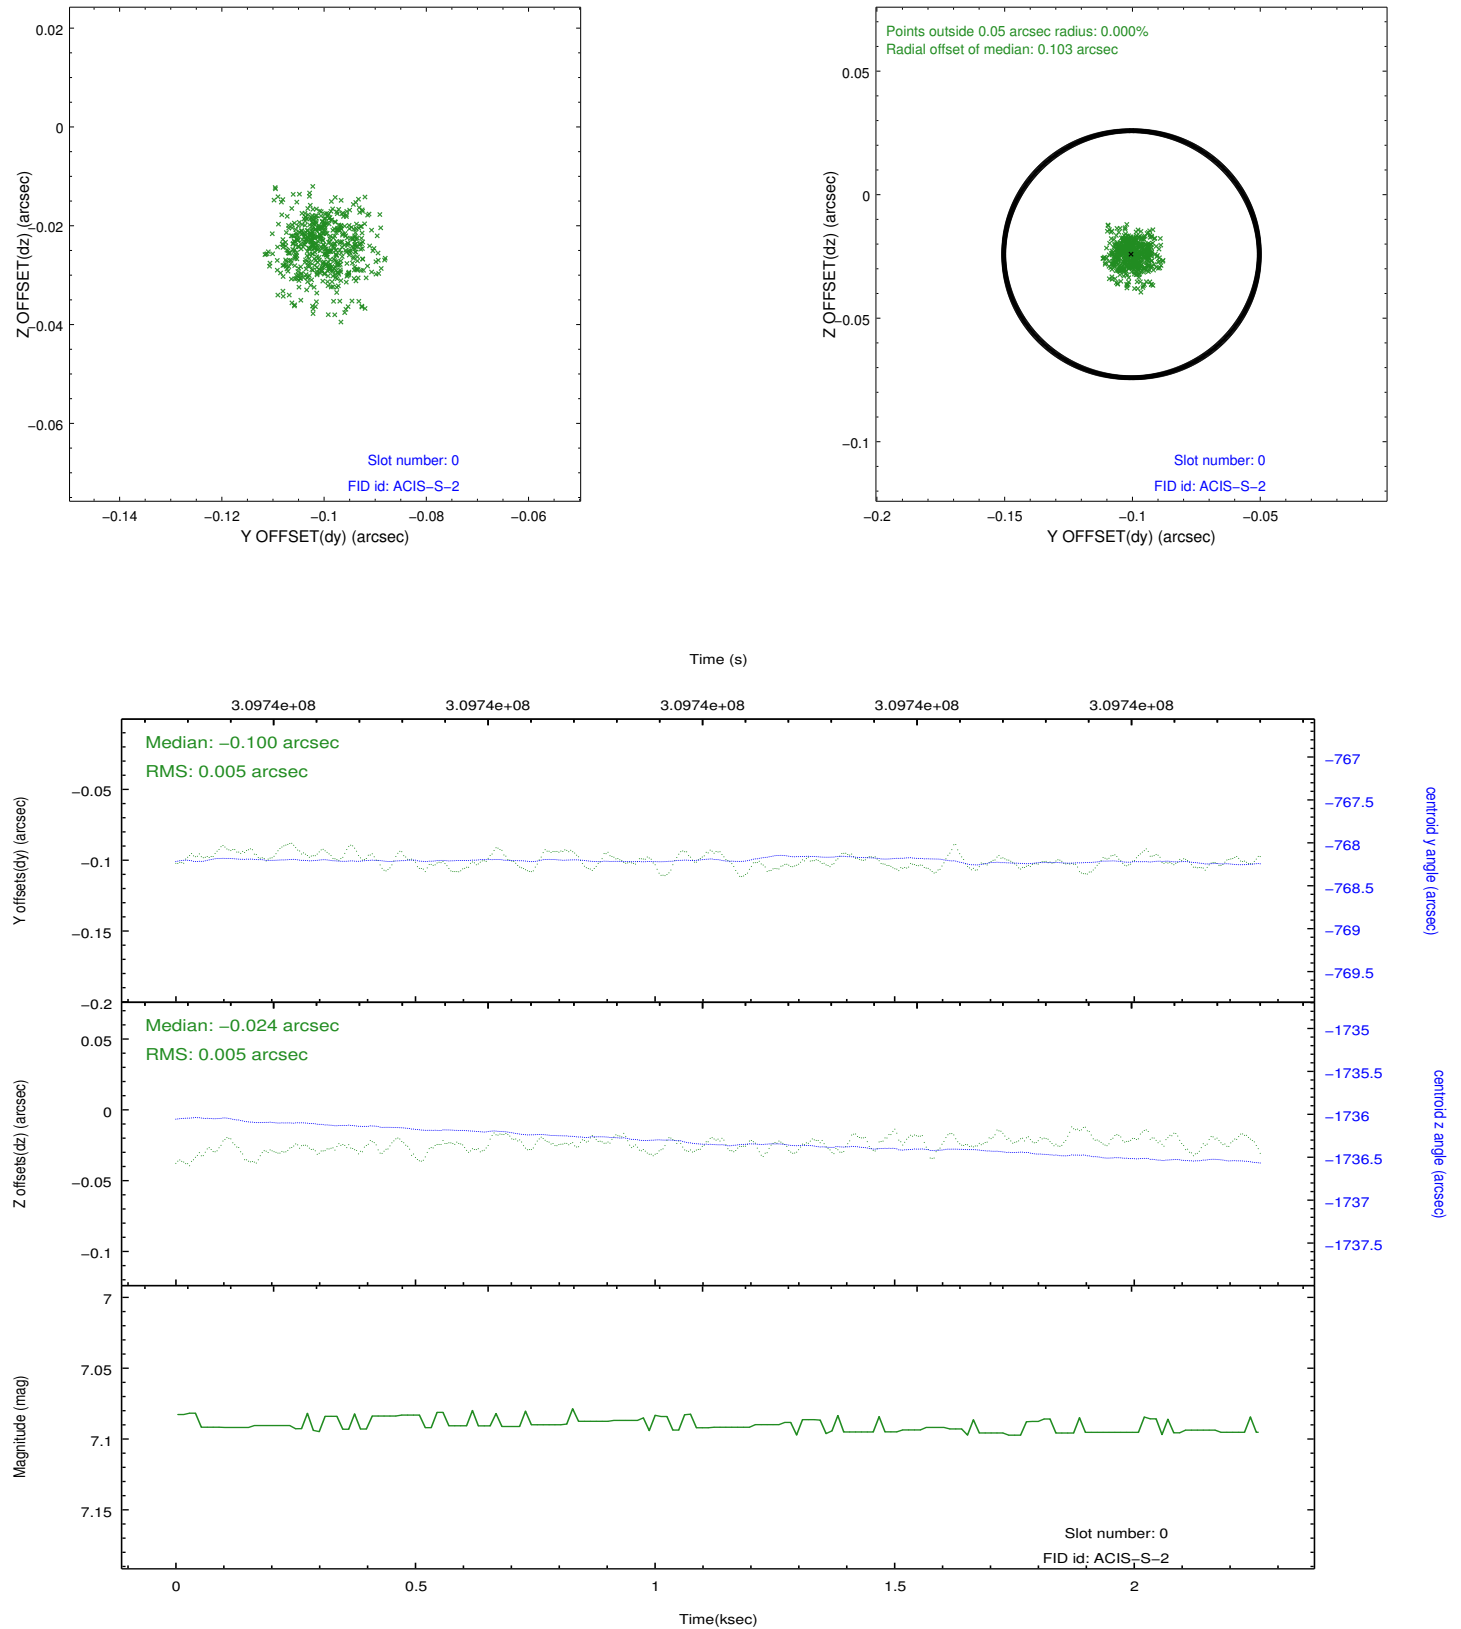 0.02
0
−0.02
−0.04
−0.06
Z OFFSET(dz) (arcsec)
Slot number: 0
FID id: ACIS−S−2
−0.14
−0.12
−0.1
−0.08
−0.06
Y OFFSET(dy) (arcsec)
Points outside 0.05 arcsec radius: 0.000%
Radial offset of median: 0.103 arcsec
0.05
0
−0.05
−0.1
Z OFFSET(dz) (arcsec)
Slot number: 0
FID id: ACIS−S−2
−0.2
−0.15
−0.1
−0.05
Y OFFSET(dy) (arcsec)
Time (s)
3.0974e+08
3.0974e+08
3.0974e+08
3.0974e+08
3.0974e+08
Median: −0.100 arcsec
RMS: 0.005 arcsec
−0.05
−0.1
−0.15
−0.2
Y offsets(dy) (arcsec)
−767
−767.5
−768
−768.5
−769
−769.5
centroid y angle (arcsec)
Median: −0.024 arcsec
RMS: 0.005 arcsec
0.05
0
−0.05
−0.1
Z offsets(dz) (arcsec)
−1735
−1735.5
−1736
−1736.5
−1737
−1737.5
centroid z angle (arcsec)
7
7.05
7.1
7.15
Magnitude (mag)
Slot number: 0
FID id: ACIS−S−2
0
0.5
1
1.5
2
Time(ksec)